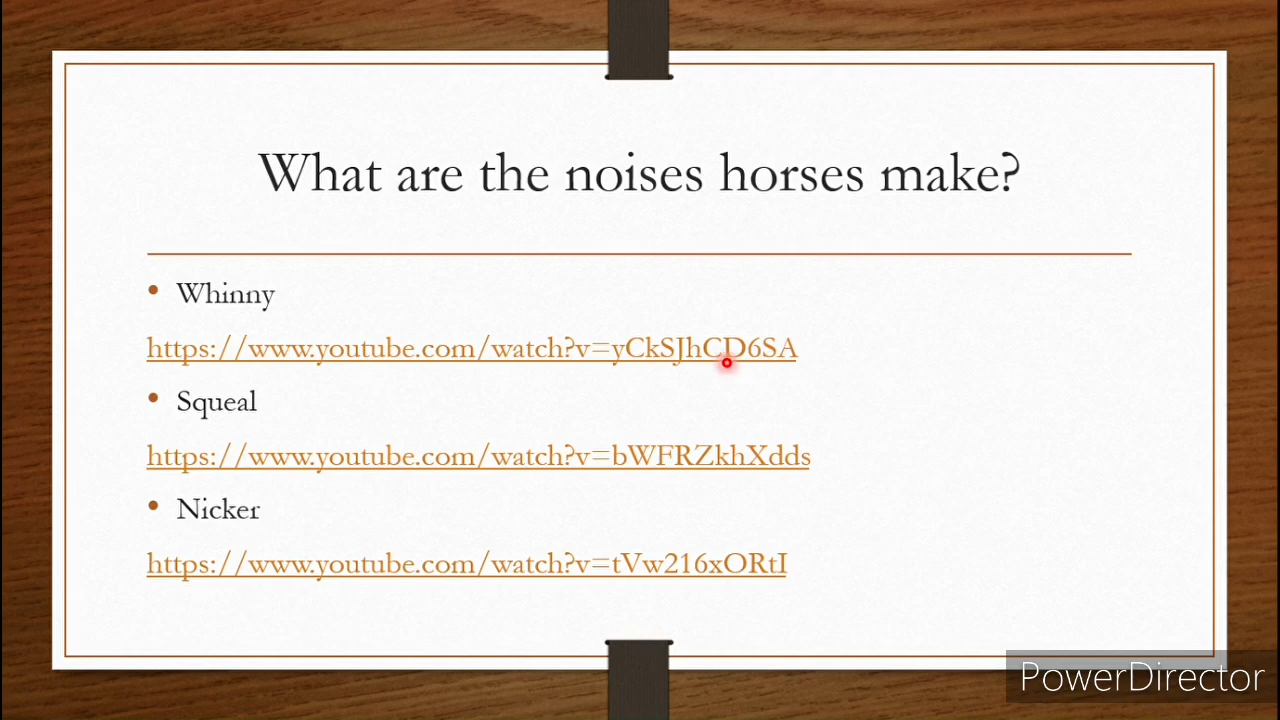 What are the noises horses make?
• Whinny
https://www.youtube.com/watch?v=yCkSJhCD6SA
• Squeal
https://www.youtube.com/watch?v=bWFRZkhXdds
• Nicker
https://www.youtube.com/watch?v=tVw216xORtI
PowerDirector